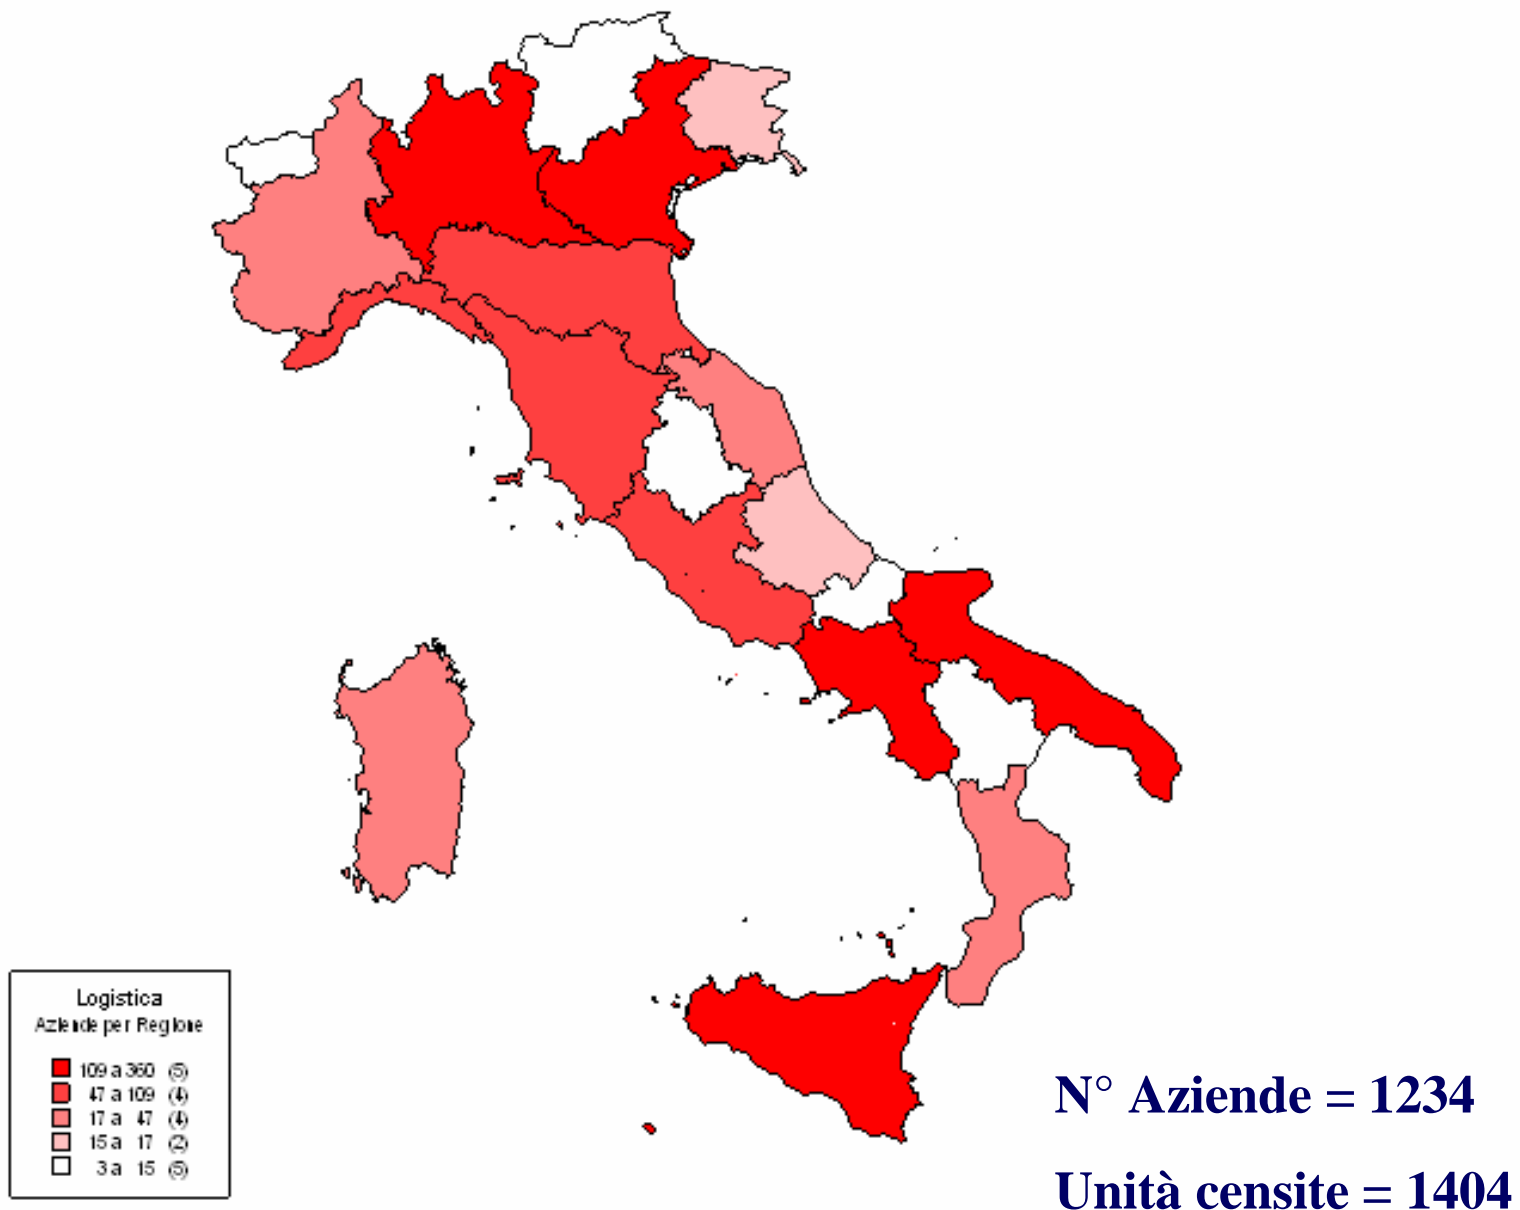 Logistica
Aziende per Regione
109 a 360 (5)
47 a 109 (4)
17 a 47 (4)
15 a 17 (2)
3 a 15 (5)
N° Aziende = 1234
Unità censite = 1404